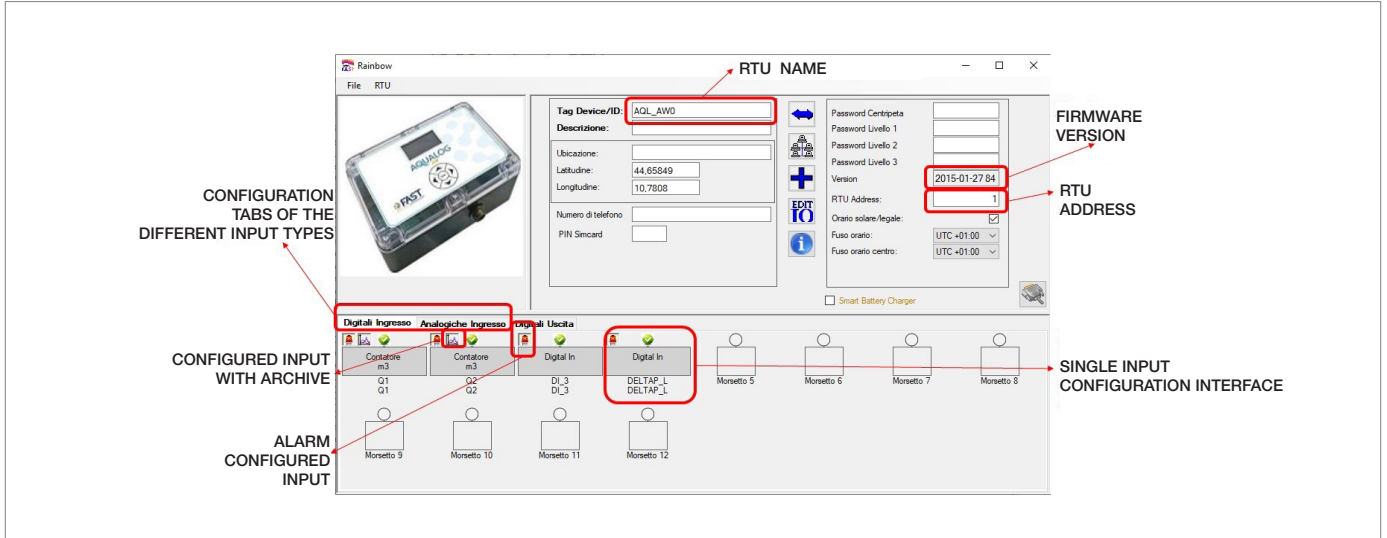 Rainbow
RTU NAME
File RTU
AQUALOG
FAST
Tag Device/ID: AQL_AW0
Descrizione:
Ubicazione:
Latitudine: 44,65849
Longitudine: 10,7808
Numero di telefono
PIN Simcard
EDIT
TO
i
Password Centripeta
Password Livello 1
Password Livello 2
Password Livello 3
Version 2015-01-27 84
RTU Address: 1
Orario solare/legale:
Fuso orario: UTC +01:00
Fuso orario centro: UTC +01:00
Smart Battery Charger
FIRMWARE
VERSION
RTU
ADDRESS
CONFIGURATION
TABS OF THE
DIFFERENT INPUT TYPES
Digitali Ingresso Analogiche Ingresso Digitali Uscita
CONFIGURED INPUT
WITH ARCHIVE
Contatore
m3
Q1
Q1
Contatore
m3
Q2
Q2
Digital In
DI_3
DI_3
Digital In
DELTAP_L
DELTAP_L
Morsetto 5
Morsetto 6
Morsetto 7
Morsetto 8
SINGLE INPUT
CONFIGURATION INTERFACE
ALARM
CONFIGURED
INPUT
Morsetto 9
Morsetto 10
Morsetto 11
Morsetto 12